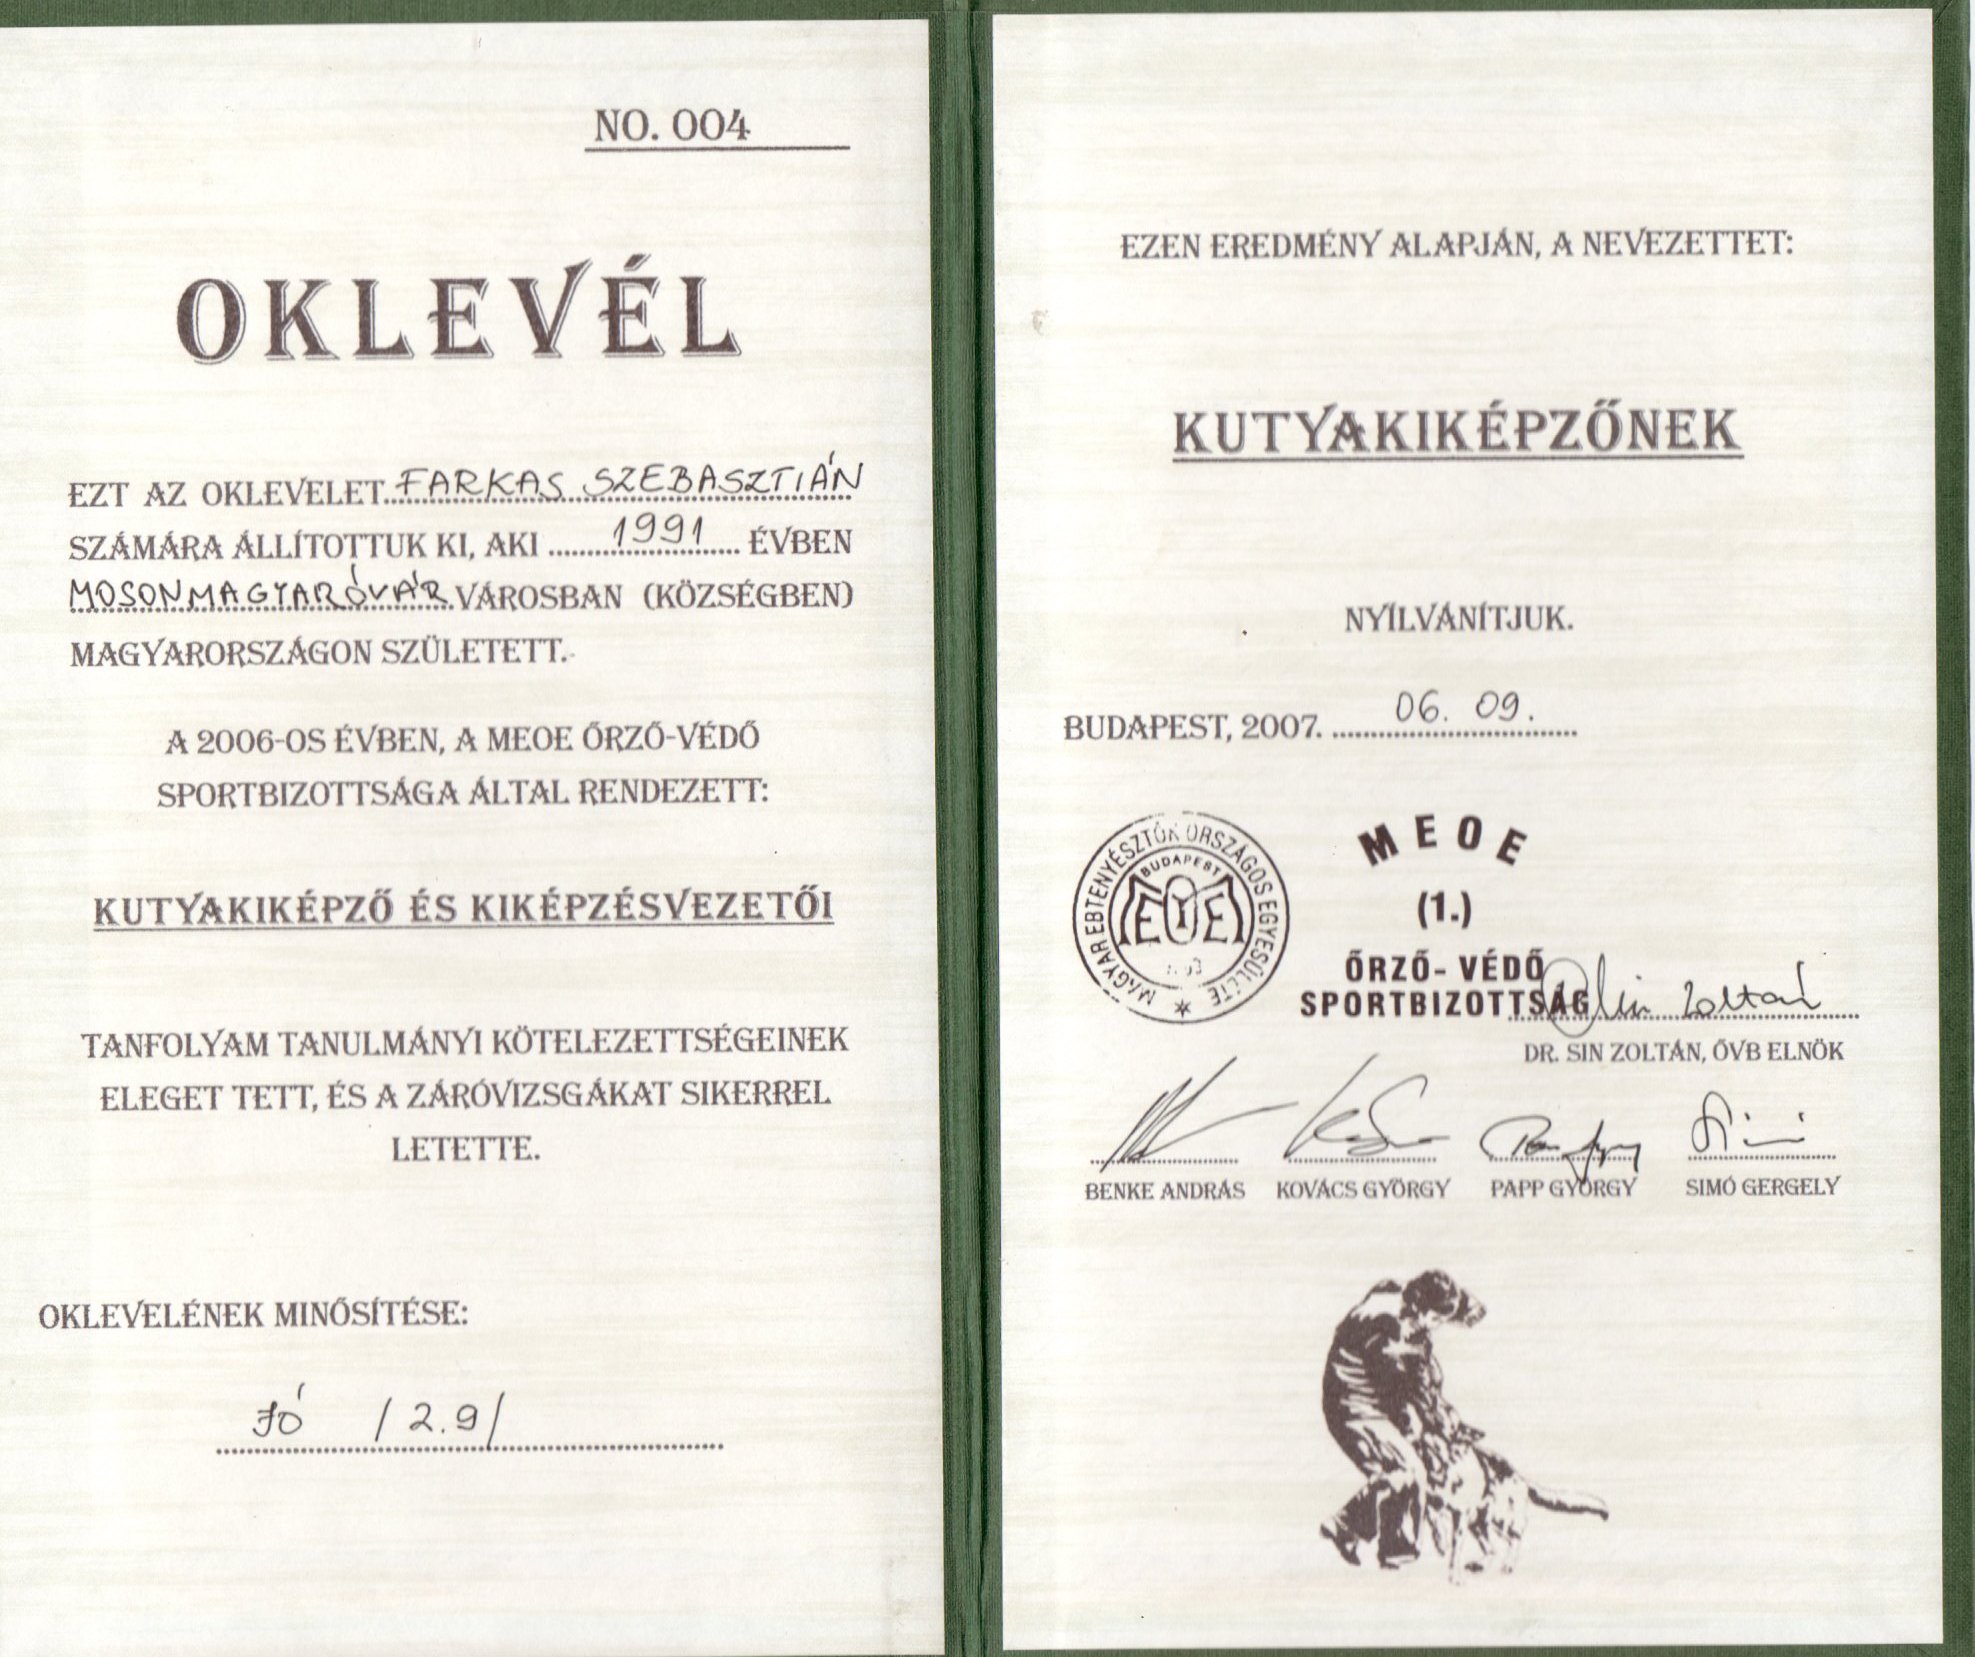 NO. 004
OKLEVÉL
EZT AZ OKLEVELET FARKAS SZEBASZTIÁN
SZÁMÁRA ÁLLÍTOTTUK KI, AKI 1991 ÉVBEN
MOSONMAGYARÓVÁR VÁROSBAN (KÖZSÉGBEN)
MAGYARORSZÁGON SZÜLETETT.
A 2006-OS ÉVBEN, A MEOE ŐRZŐ-VÉDŐ
SPORTBIZOTTSÁGA ÁLTAL RENDEZETT:
KUTYAKIKÉPZŐ ÉS KIKÉPZÉSVEZETŐI
TANFOLYAM TANULMÁNYI KÖTELEZETTSÉGEINEK
ELEGET TETT, ÉS A ZÁRÓVIZSGÁKAT SIKERREL
LETETTE.
OKLEVELÉNEK MINŐSÍTÉSE:
JÓ /2.9/
EZEN EREDMÉNY ALAPJÁN, A NEVEZETTET:
KUTYAKIKÉPZŐNEK
NYÍLVÁNÍTJUK.
BUDAPEST, 2007. 06. 09.
MAGYAR EBTENYÉSZTŐK ORSZÁGOS EGYESÜLETE
BUDAPEST
MEOE
MEOE
(1.)
ŐRZŐ- VÉDŐ
SPORTBIZOTTSÁG
Zoltán
DR. SIN ZOLTÁN, ŐVB ELNÖK
BENKE ANDRÁS KOVÁCS GYÖRGY PAPP GYÖRGY SIMÓ GERGELY